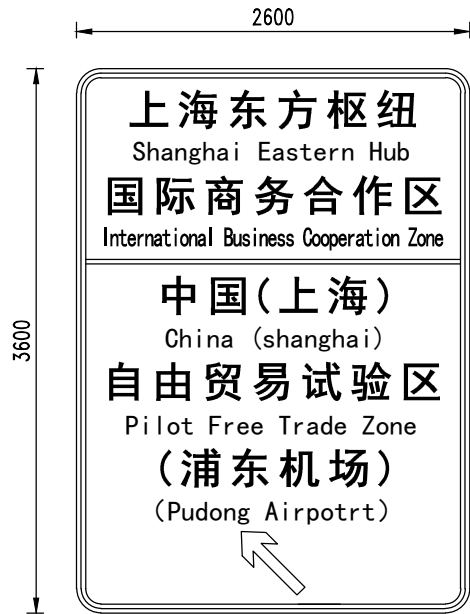 2600
3600
上海东方枢纽
Shanghai Eastern Hub
国际商务合作区
International Business Cooperation Zone
中国(上海)
China (shanghai)
自由贸易试验区
Pilot Free Trade Zone
(浦东机场)
(Pudong Airpotrt)